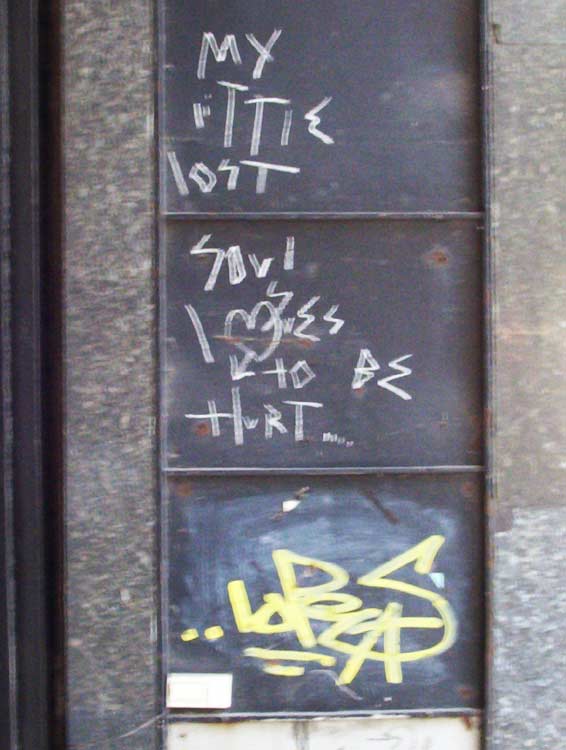 MY
LITTLE
LOST
SOUL
LOVES
TO BE
HURT.....